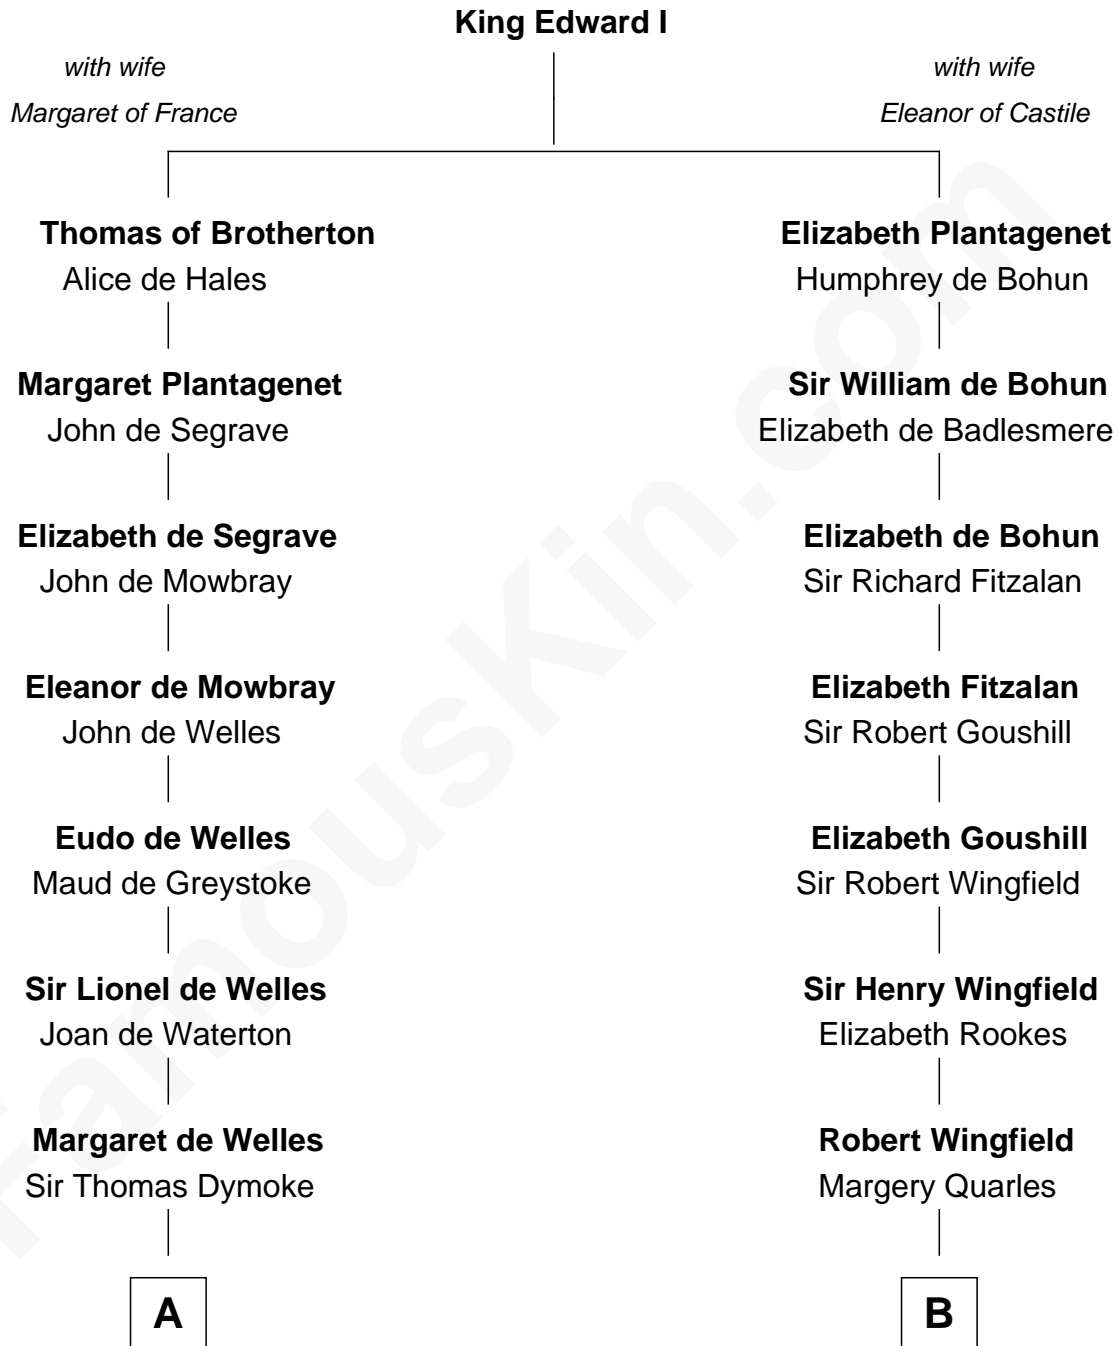 King Edward I
with wife
Margaret of France
with wife
Eleanor of Castile
Thomas of Brotherton
Alice de Hales
Elizabeth Plantagenet
Humphrey de Bohun
Margaret Plantagenet
John de Segrave
Sir William de Bohun
Elizabeth de Badlesmere
Elizabeth de Segrave
John de Mowbray
Elizabeth de Bohun
Sir Richard Fitzalan
Eleanor de Mowbray
John de Welles
Elizabeth Fitzalan
Sir Robert Goushill
Eudo de Welles
Maud de Greystoke
Elizabeth Goushill
Sir Robert Wingfield
Sir Lionel de Welles
Joan de Waterton
Sir Henry Wingfield
Elizabeth Rookes
Margaret de Welles
Sir Thomas Dymoke
Robert Wingfield
Margery Quarles
A
B
FamousKin.com